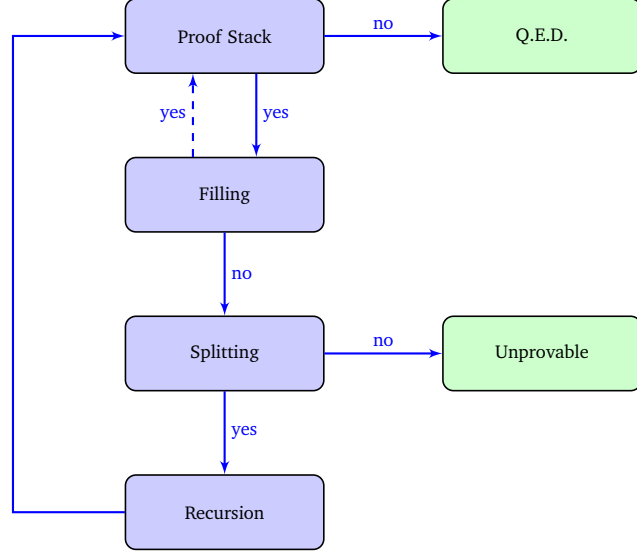 Proof Stack
no
Q.E.D.
yes
yes
Filling
no
Splitting
no
Unprovable
yes
Recursion